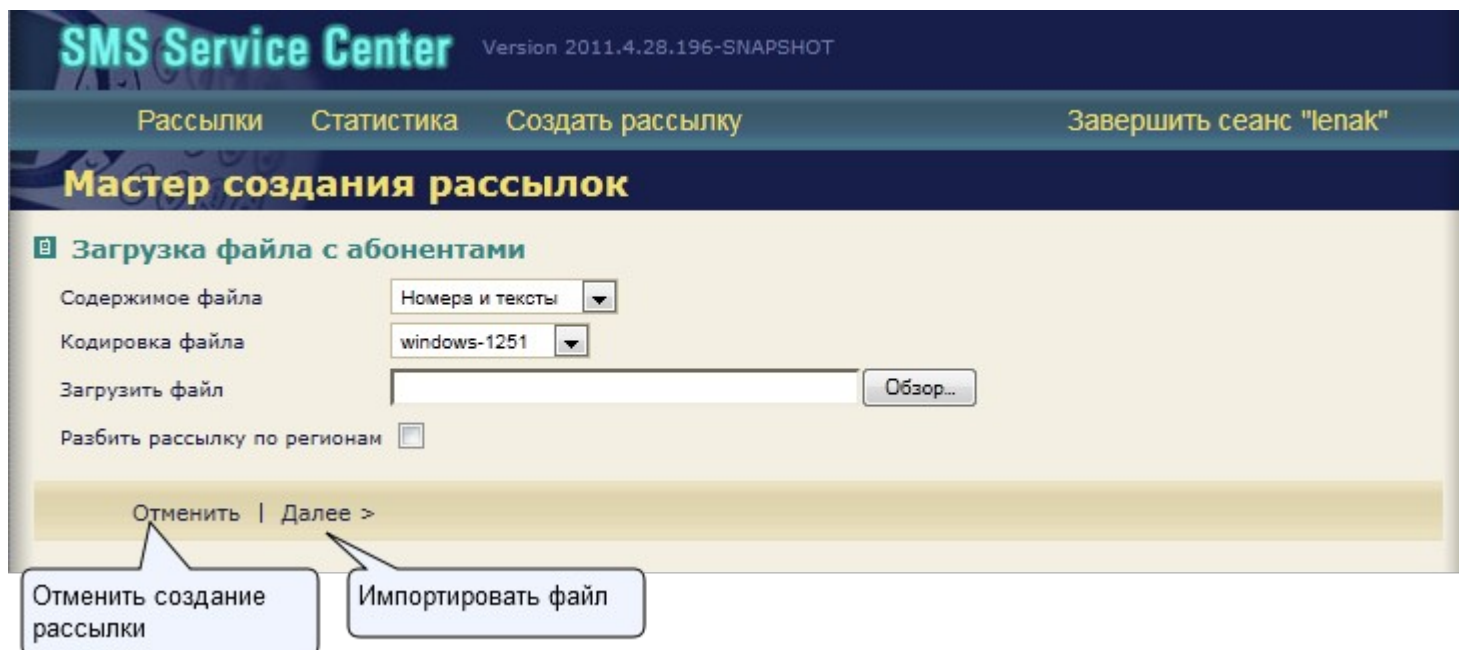 SMS Service Center Version 2011.4.28.196-SNAPSHOT
Рассылки Статистика Создать рассылку Завершить сеанс "lenak"
Мастер создания рассылок
Загрузка файла с абонентами
Содержимое файла Номера и тексты
Кодировка файла windows-1251
Загрузить файл Обзор...
Разбить рассылку по регионам
Отменить | Далее >
Отменить создание
рассылки
Импортировать файл